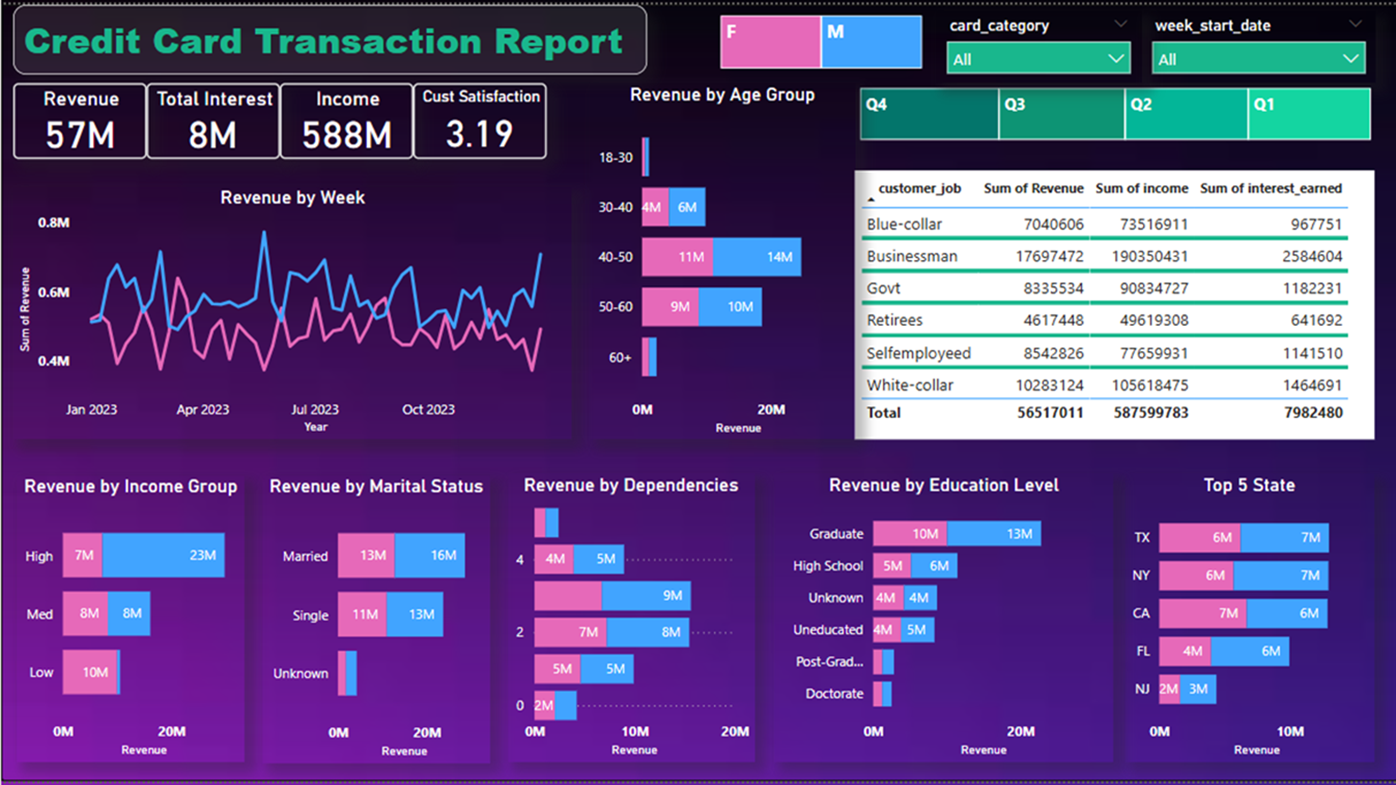 Credit Card Transaction Report
F
M
card_category
All
week_start_date
All
Q4
Q3
Q2
Q1
Revenue
57M
Total Interest
8M
Income
588M
Cust Satisfaction
3.19
Revenue by Week
Sum of Revenue
0.8M
0.6M
0.4M
Jan 2023 Apr 2023 Jul 2023 Oct 2023
Year
Revenue by Age Group
18-30
30-40 4M 6M
40-50 11M 14M
50-60 9M 10M
60+
0M 20M
Revenue
customer_job Sum of Revenue Sum of income Sum of interest_earned
Blue-collar 7040606 73516911 967751
Businessman 17697472 190350431 2584604
Govt 8335534 90834727 1182231
Retirees 4617448 49619308 641692
Selfemployeed 8542826 77659931 1141510
White-collar 10283124 105618475 1464691
Total 56517011 587599783 7982480
Revenue by Income Group
High 7M 23M
Med 8M 8M
Low 10M
0M 20M
Revenue
Revenue by Marital Status
Married 13M 16M
Single 11M 13M
Unknown
0M 20M
Revenue
Revenue by Dependencies
4 4M 5M
9M
2 7M 8M
5M 5M
0 2M
0M 10M 20M
Revenue
Revenue by Education Level
Graduate 10M 13M
High School 5M 6M
Unknown 4M 4M
Uneducated 4M 5M
Post-Grad...
Doctorate
0M 20M
Revenue
Top 5 State
TX 6M 7M
NY 6M 7M
CA 7M 6M
FL 4M 6M
NJ 2M 3M
0M 10M
Revenue